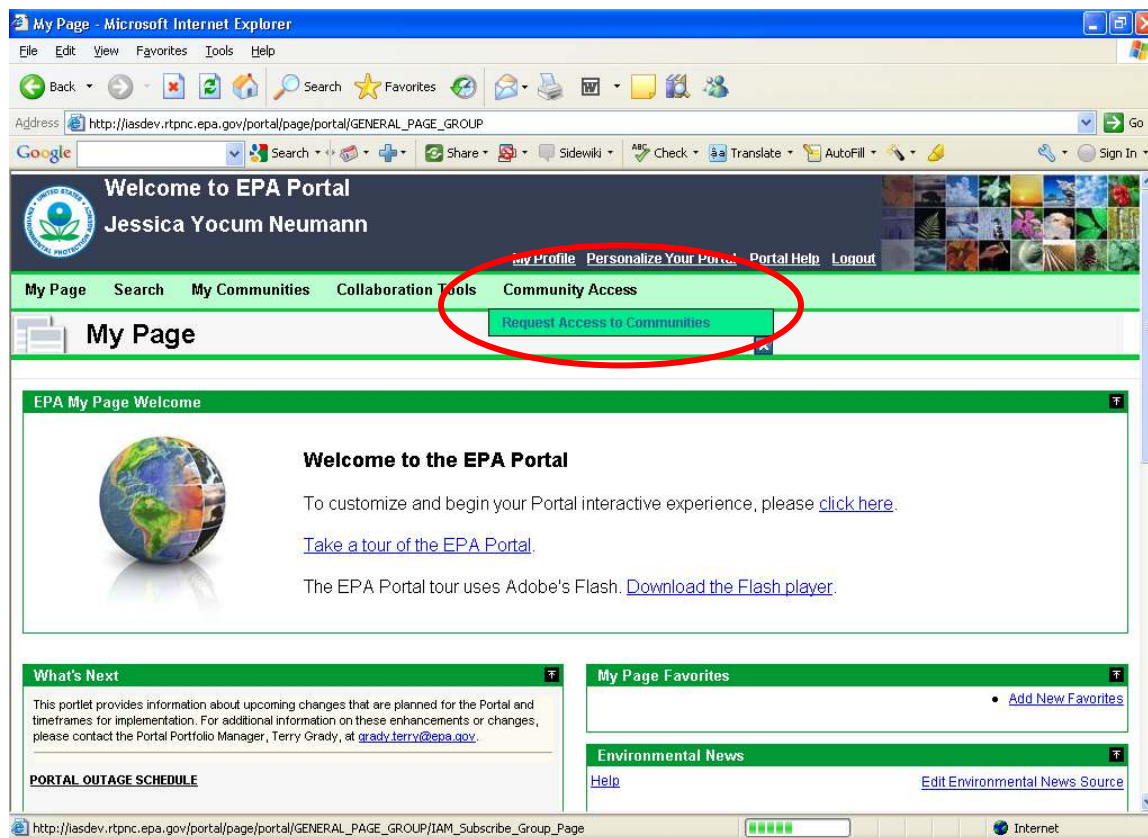 My Page - Microsoft Internet Explorer
File Edit View Favorites Tools Help
Back Search Favorites
Address http://iasdev.rtpnc.epa.gov/portal/page/portal/GENERAL_PAGE_GROUP Go
Google Search Share Sidewiki Check Translate AutoFill Sign In
Welcome to EPA Portal
Jessica Yocum Neumann
My Profile Personalize Your Portal Portal Help Logout
My Page Search My Communities Collaboration Tools Community Access
Request Access to Communities
My Page
EPA My Page Welcome
Welcome to the EPA Portal
To customize and begin your Portal interactive experience, please click here.
Take a tour of the EPA Portal.
The EPA Portal tour uses Adobe's Flash. Download the Flash player.
What's Next
This portlet provides information about upcoming changes that are planned for the Portal and
timeframes for implementation. For additional information on these enhancements or changes,
please contact the Portal Portfolio Manager, Terry Grady, at grady.terry@epa.gov.
PORTAL OUTAGE SCHEDULE
My Page Favorites
Add New Favorites
Environmental News
Help Edit Environmental News Source
http://iasdev.rtpnc.epa.gov/portal/page/portal/GENERAL_PAGE_GROUP/IAM_Subscribe_Group_Page Internet